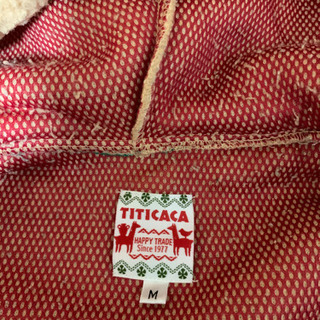 TITICACA
HAPPY TRADE
Since 1977
M